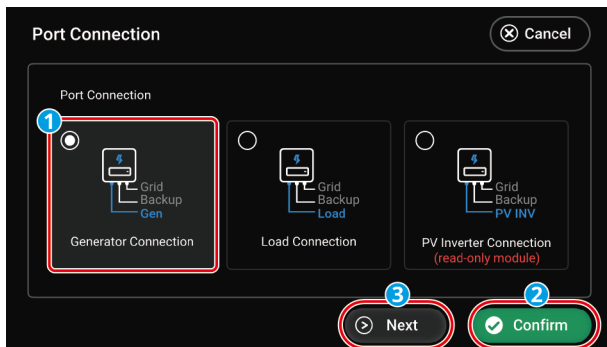 Port Connection
Cancel
Port Connection
1
Grid
Backup
Gen
Generator Connection
Grid
Backup
Load
Load Connection
Grid
Backup
PV INV
PV Inverter Connection
(read-only module)
3
Next
2
Confirm